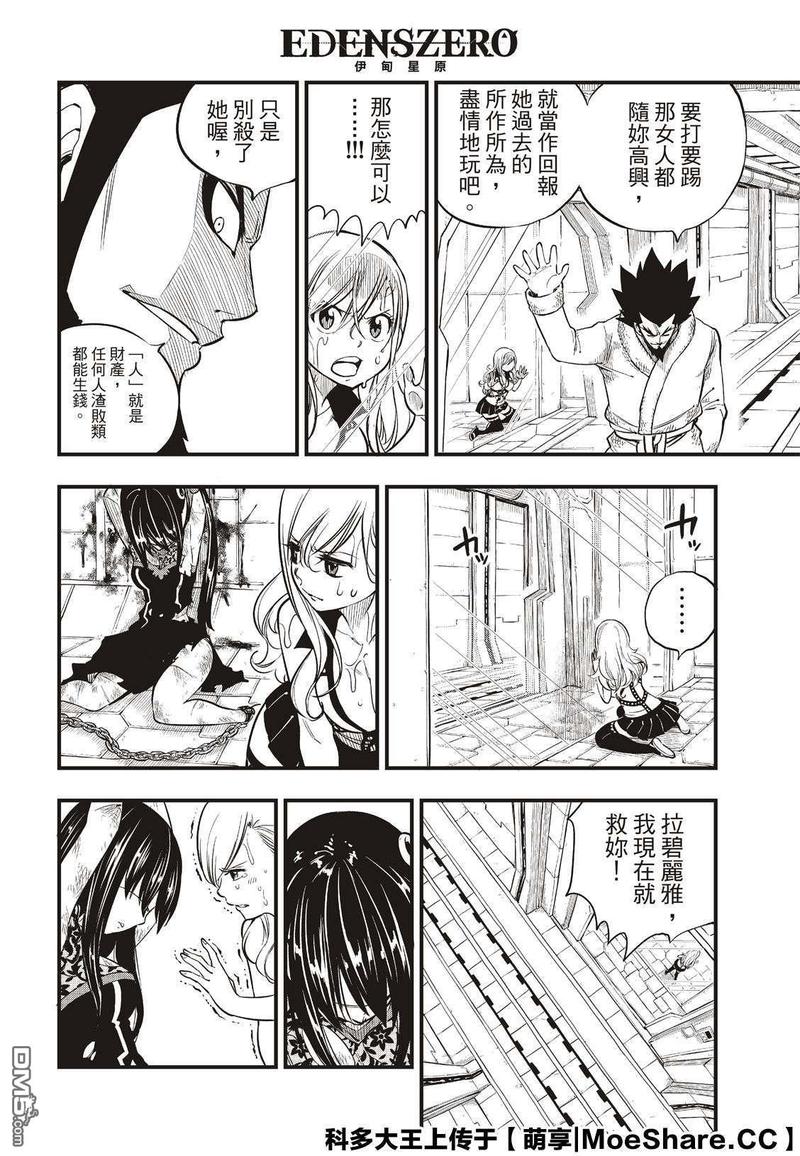 EDENSZERO
伊甸星原
要打要踢
那女人都
隨妳高興，
就當作回報
她過去的
所作所為，
盡情地玩吧。
那怎麼可以
……!!!
只是
別殺了
她喔，
「人」就是
財產，
任何人渣敗類
都能生錢。
カッ
カッ
……
拉碧麗雅，
我現在就
救妳！
DM5
.com
科多大王上传于【萌享|MoeShare.CC】